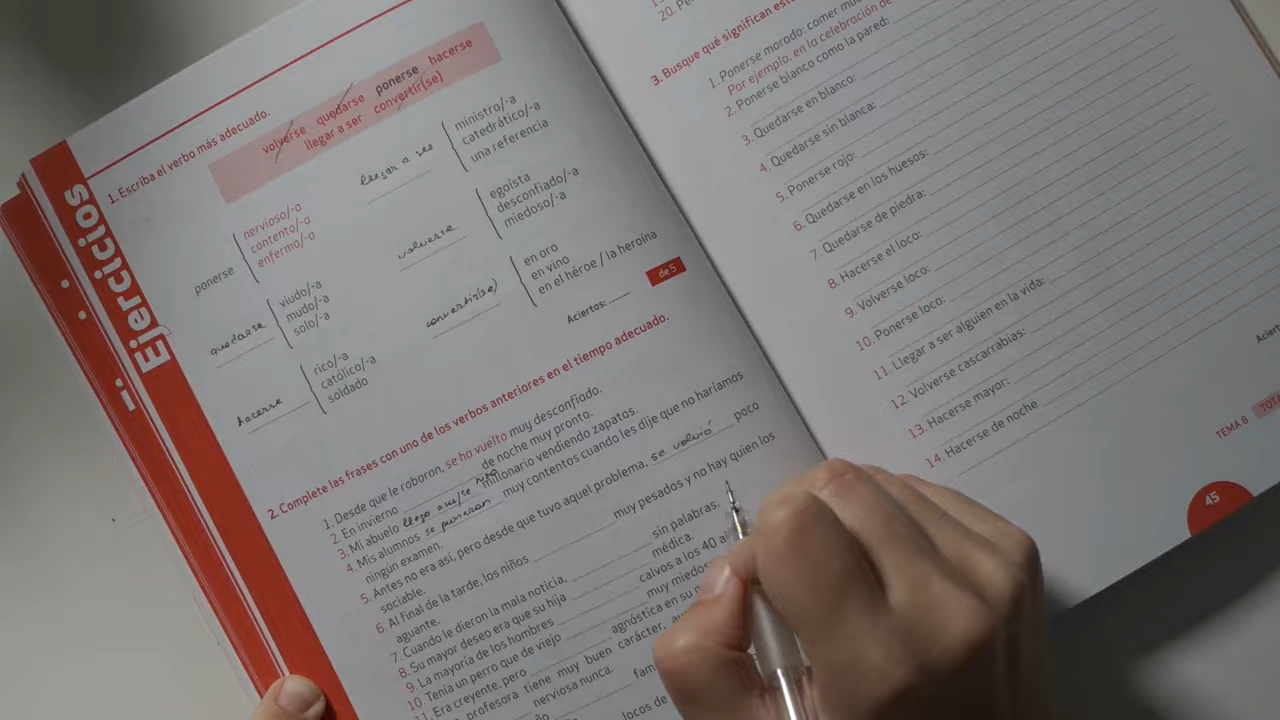 Ejercicios
1. Escriba el verbo más adecuado.
volverse quedarse ponerse hacerse
llegar a ser convertir(se)
ponerse
nervioso/-a
contento/-a
enfermo/-a
quedarse
viudo/-a
mudo/-a
solo/-a
hacerse
rico/-a
católico/-a
soldado
llegar a ser
ministro/-a
catedrático/-a
una referencia
volverse
egoísta
desconfiado/-a
miedoso/-a
convertir(se)
en oro
en vino
en el héroe / la heroína
Aciertos: ........ de 5
2. Complete las frases con uno de los verbos anteriores en el tiempo adecuado.
1. Desde que le robaron, se ha vuelto muy desconfiado.
2. En invierno de noche muy pronto.
3. Mi abuelo llegó a ser/se hizo millonario vendiendo zapatos.
4. Mis alumnos se pusieron muy contentos cuando les dije que no haríamos
ningún examen.
5. Antes no era así, pero desde que tuvo aquel problema, se volvió poco
sociable.
6. Al final de la tarde, los niños muy pesados y no hay quien los
aguante.
7. Cuando le dieron la mala noticia, sin palabras.
8. Su mayor deseo era que su hija médica.
9. La mayoría de los hombres calvos a los 40
10. Tenía un perro que de viejo muy
11. Era creyente, pero agnóstica en su
profesora tiene muy buen carácter,
nerviosa nunca.
locos de
20.
3. Busque qué significan
1. Ponerse morado: comer
Por ejemplo, en la celebración de
2. Ponerse blanco como la pared:
3. Quedarse en blanco:
4. Quedarse sin blanca:
5. Ponerse rojo:
6. Quedarse en los huesos:
7. Quedarse de piedra:
8. Hacerse el loco:
9. Volverse loco:
10. Ponerse loco:
11. Llegar a ser alguien en la vida:
12. Volverse cascarrabias:
13. Hacerse mayor:
14. Hacerse de noche
TEMA 8
45